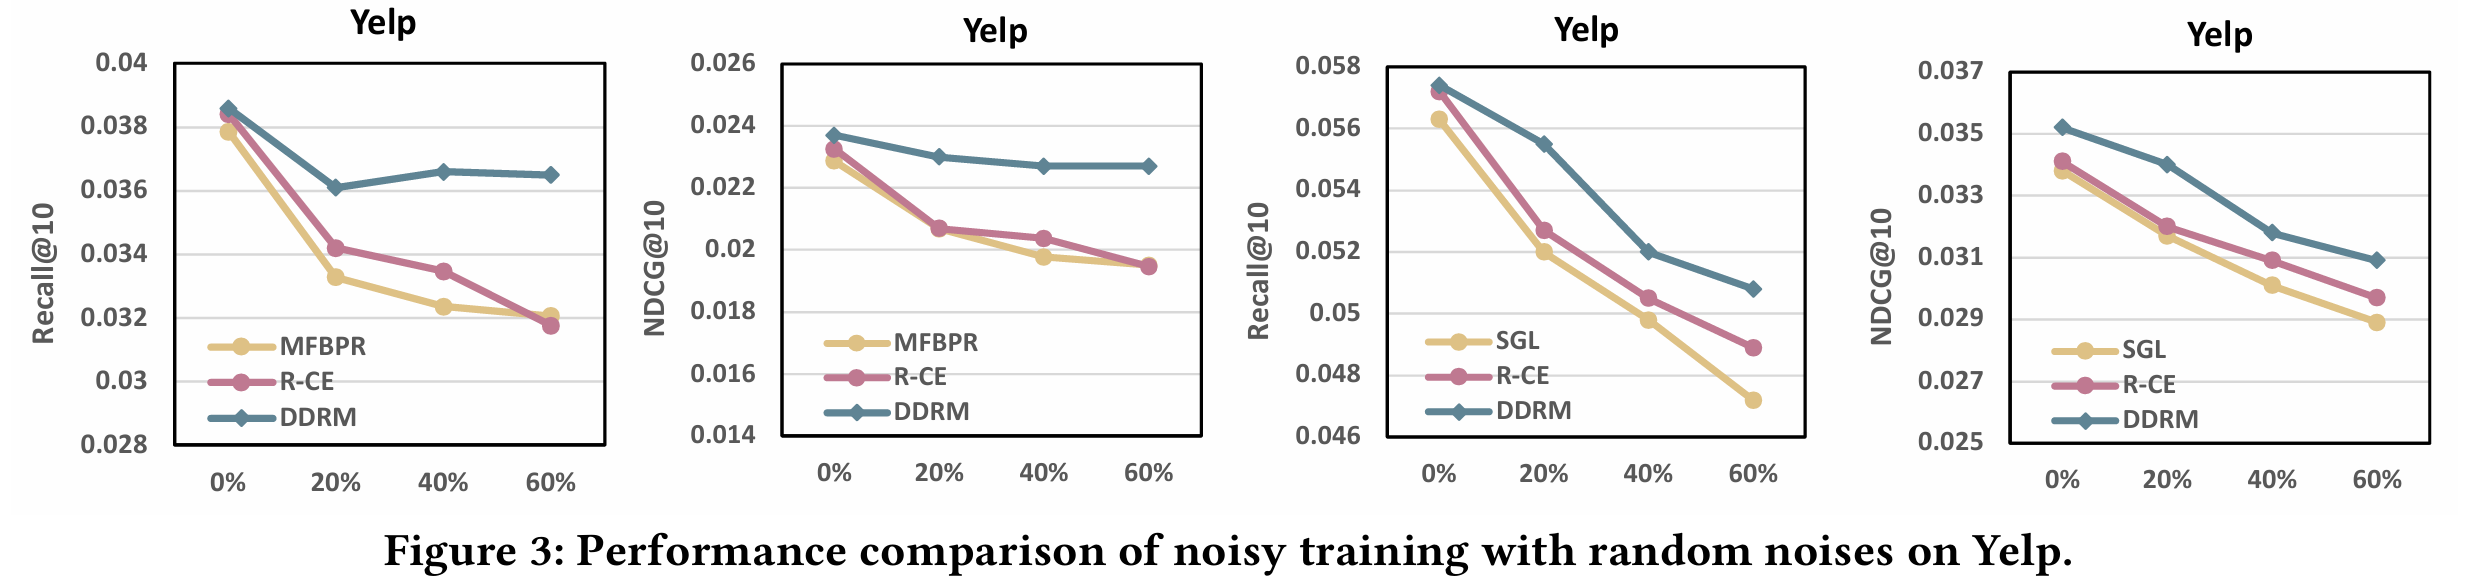 Yelp
0.04
0.038
0.036
0.034
0.032
0.03
0.028
Recall@10
MFBPR
R-CE
DDRM
0% 20% 40% 60%
Yelp
0.026
0.024
0.022
0.02
0.018
0.016
0.014
NDCG@10
MFBPR
R-CE
DDRM
0% 20% 40% 60%
Yelp
0.058
0.056
0.054
0.052
0.05
0.048
0.046
Recall@10
SGL
R-CE
DDRM
0% 20% 40% 60%
Yelp
0.037
0.035
0.033
0.031
0.029
0.027
0.025
NDCG@10
SGL
R-CE
DDRM
0% 20% 40% 60%
Figure 3: Performance comparison of noisy training with random noises on Yelp.